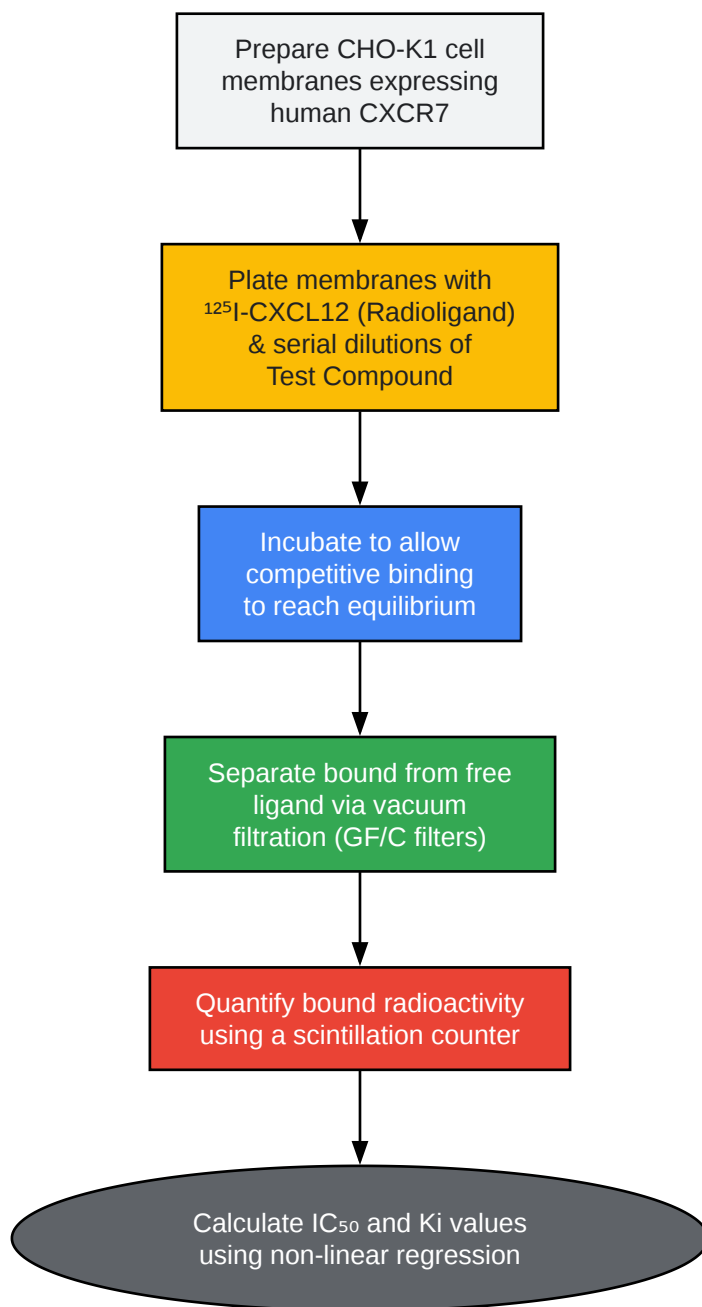 Prepare CHO-K1 cell
membranes expressing
human CXCR7
Plate membranes with
¹²⁵I-CXCL12 (Radioligand)
& serial dilutions of
Test Compound
Incubate to allow
competitive binding
to reach equilibrium
Separate bound from free
ligand via vacuum
filtration (GF/C filters)
Quantify bound radioactivity
using a scintillation counter
Calculate IC₅₀ and Ki values
using non-linear regression